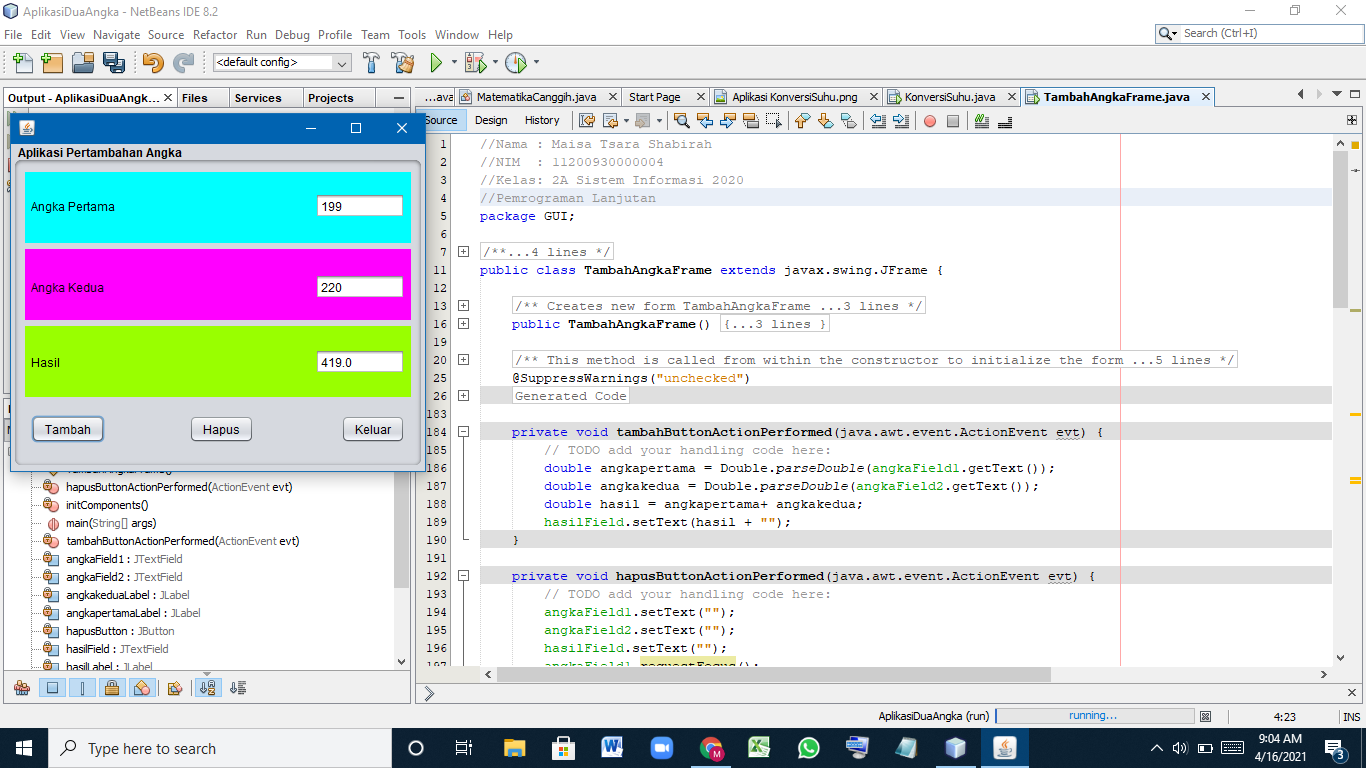 AplikasiDuaAngka - NetBeans IDE 8.2
File Edit View Navigate Source Refactor Run Debug Profile Team Tools Window Help
Search (Ctrl+I)
<default config>
Output - AplikasiDuaAngk... Files Services Projects
...ava MatematikaCanggih.java Start Page Aplikasi KonversiSuhu.png KonversiSuhu.java TambahAngkaFrame.java
Source Design History
Aplikasi Pertambahan Angka
Angka Pertama 199
Angka Kedua 220
Hasil 419.0
Tambah Hapus Keluar
hapusButtonActionPerformed(ActionEvent evt)
initComponents()
main(String[] args)
tambahButtonActionPerformed(ActionEvent evt)
angkaField1 : JTextField
angkaField2 : JTextField
angkakeduaLabel : JLabel
angkapertamaLabel : JLabel
hapusButton : JButton
hasilField : JTextField
hasilLabel : JLabel
1 //Nama : Maisa Tsara Shabirah
2 //NIM : 11200930000004
3 //Kelas: 2A Sistem Informasi 2020
4 //Pemrograman Lanjutan
5 package GUI;
6
7 /**...4 lines */
11 public class TambahAngkaFrame extends javax.swing.JFrame {
12
13 /** Creates new form TambahAngkaFrame ...3 lines */
16 public TambahAngkaFrame() {...3 lines }
19
20 /** This method is called from within the constructor to initialize the form ...5 lines */
25 @SuppressWarnings("unchecked")
26 Generated Code
183
184 private void tambahButtonActionPerformed(java.awt.event.ActionEvent evt) {
185 // TODO add your handling code here:
186 double angkapertama = Double.parseDouble(angkaField1.getText());
187 double angkakedua = Double.parseDouble(angkaField2.getText());
188 double hasil = angkapertama+ angkakedua;
189 hasilField.setText(hasil + "");
190 }
191
192 private void hapusButtonActionPerformed(java.awt.event.ActionEvent evt) {
193 // TODO add your handling code here:
194 angkaField1.setText("");
195 angkaField2.setText("");
196 hasilField.setText("");
197 angkaField1.requestFocus();
AplikasiDuaAngka (run) running... 4:23 INS
Type here to search
9:04 AM
4/16/2021
3